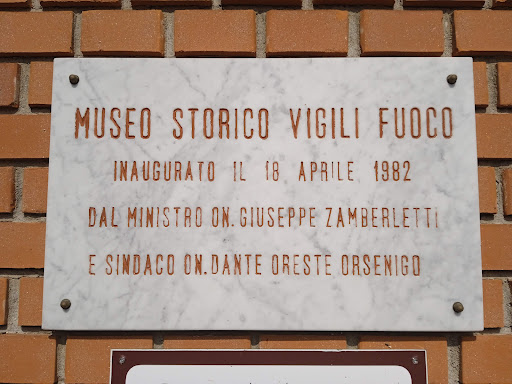 MUSEO STORICO VIGILI FUOCO
INAUGURATO IL 18 APRILE 1982
DAL MINISTRO ON. GIUSEPPE ZAMBERLETTI
E SINDACO ON. DANTE ORESTE ORSENIGO